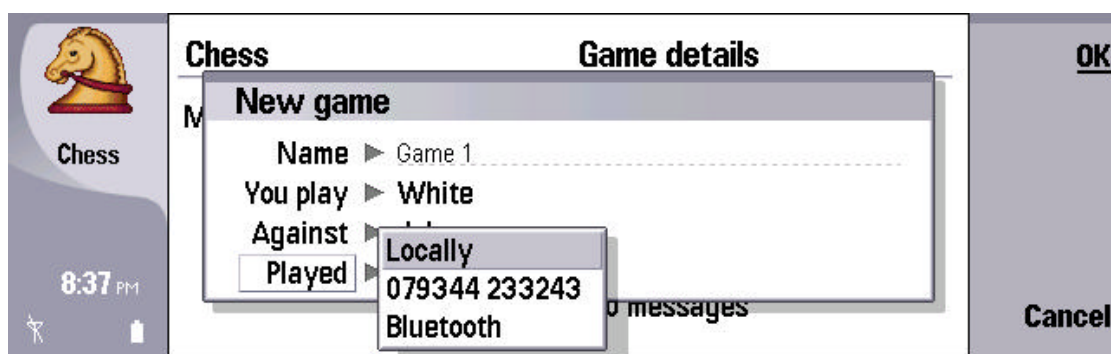 Chess Game details OK
New game
Name Game 1
Chess
You play White
Against
Locally
8:37 PM
Played
079344 233243
messages
Bluetooth
Cancel